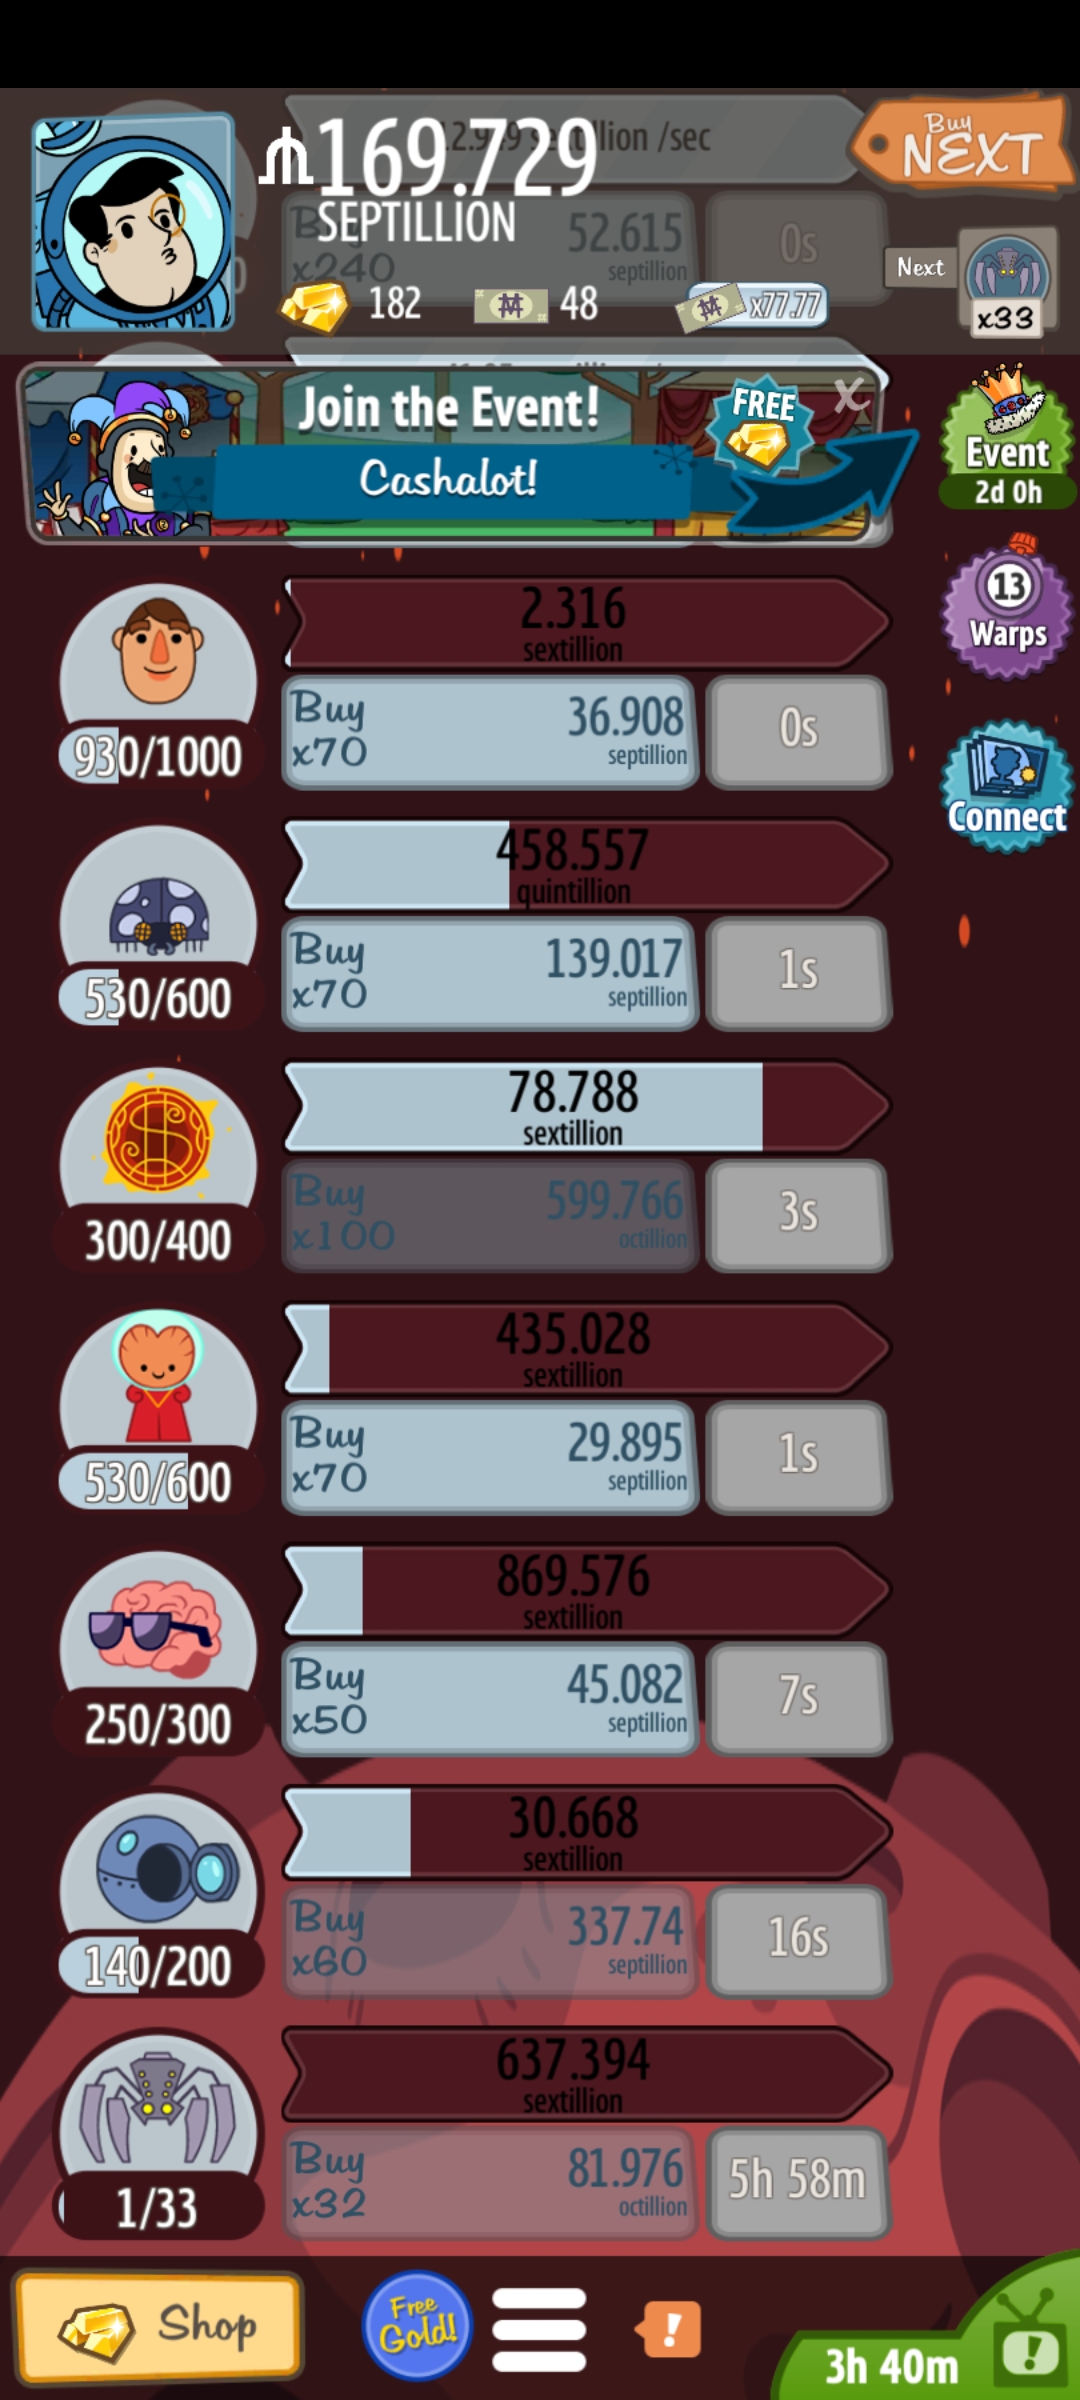 169.729
SEPTILLION
Buy
NEXT
/sec
Buy
x240
52.615
septillion
0s
182
48
x77.77
Next
x33
Join the Event!
FREE
X
Cashalot!
Event
2d 0h
2.316
sextillion
13
Warps
930/1000
Buy
x70
36.908
septillion
0s
Connect
458.557
quintillion
530/600
Buy
x70
139.017
septillion
1s
78.788
sextillion
300/400
Buy
x100
599.766
octillion
3s
435.028
sextillion
530/600
Buy
x70
29.895
septillion
1s
869.576
sextillion
250/300
Buy
x50
45.082
septillion
7s
30.668
sextillion
140/200
Buy
x60
337.74
septillion
16s
637.394
sextillion
1/33
Buy
x32
81.976
octillion
5h 58m
Shop
Free
Gold!
!
3h 40m
!